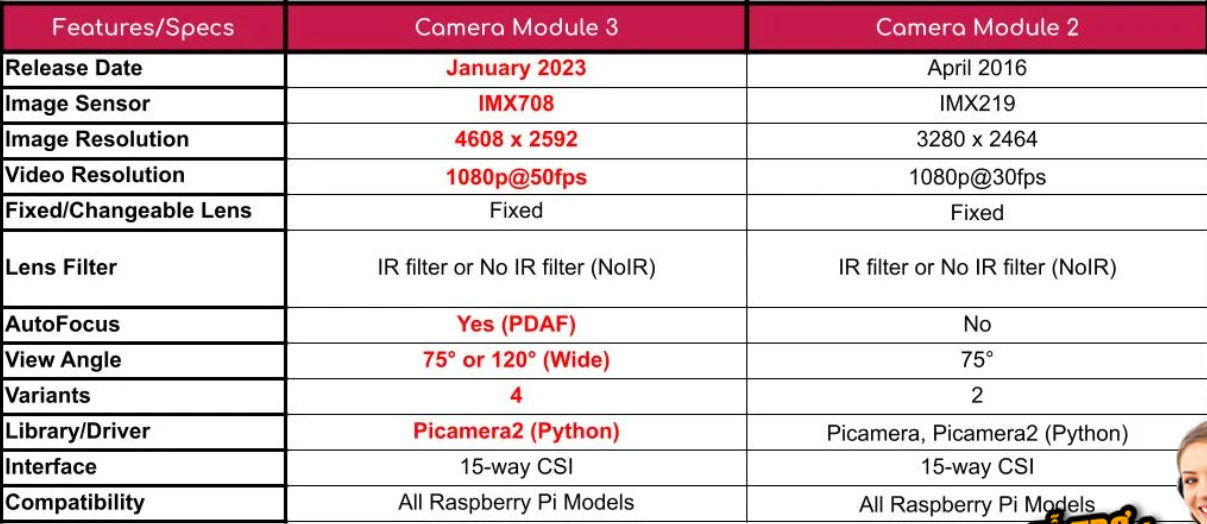 Features/Specs Camera Module 3 Camera Module 2
Release Date January 2023 April 2016
Image Sensor IMX708 IMX219
Image Resolution 4608 x 2592 3280 x 2464
Video Resolution 1080p@50fps 1080p@30fps
Fixed/Changeable Lens Fixed Fixed
Lens Filter IR filter or No IR filter (NoIR) IR filter or No IR filter (NoIR)
AutoFocus Yes (PDAF) No
View Angle 75° or 120° (Wide) 75°
Variants 4 2
Library/Driver Picamera2 (Python) Picamera, Picamera2 (Python)
Interface 15-way CSI 15-way CSI
Compatibility All Raspberry Pi Models All Raspberry Pi Models